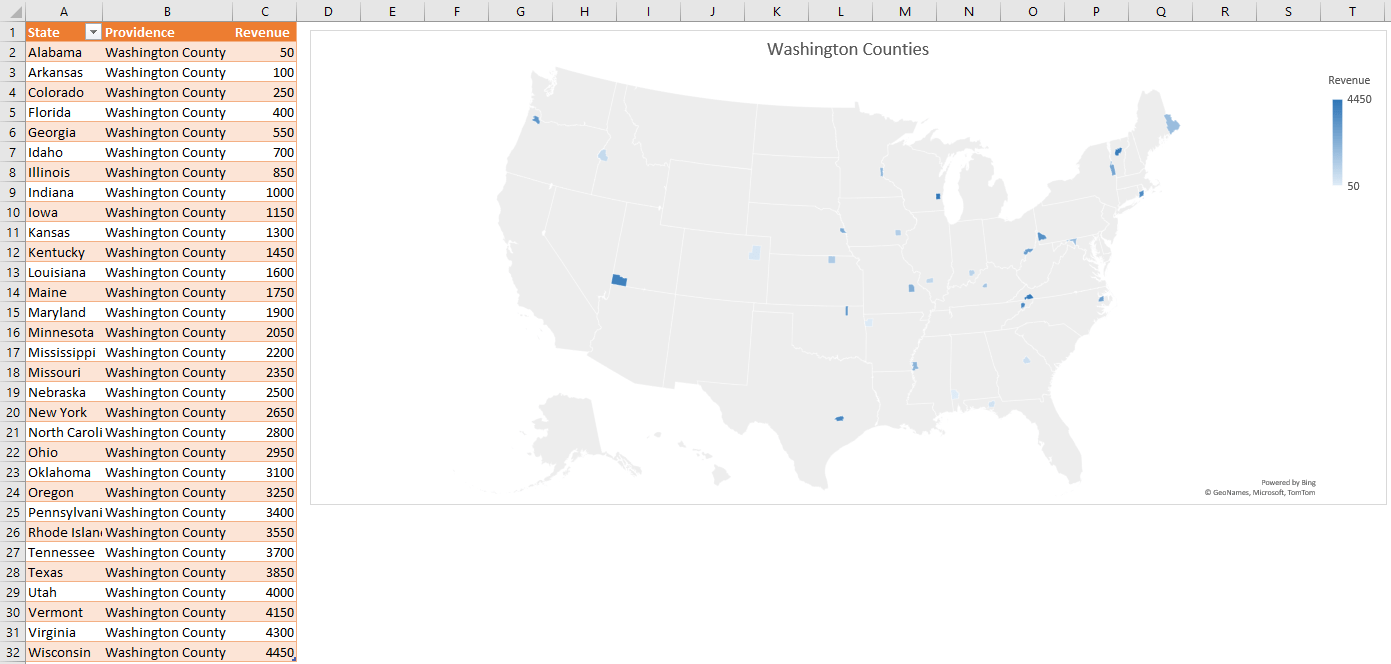 A B C D E F G H I J K L M N O P Q R S T
1 State Providence Revenue
2 Alabama Washington County 50
3 Arkansas Washington County 100
4 Colorado Washington County 250
5 Florida Washington County 400
6 Georgia Washington County 550
7 Idaho Washington County 700
8 Illinois Washington County 850
9 Indiana Washington County 1000
10 Iowa Washington County 1150
11 Kansas Washington County 1300
12 Kentucky Washington County 1450
13 Louisiana Washington County 1600
14 Maine Washington County 1750
15 Maryland Washington County 1900
16 Minnesota Washington County 2050
17 Mississippi Washington County 2200
18 Missouri Washington County 2350
19 Nebraska Washington County 2500
20 New York Washington County 2650
21 North Caroli Washington County 2800
22 Ohio Washington County 2950
23 Oklahoma Washington County 3100
24 Oregon Washington County 3250
25 Pennsylvani Washington County 3400
26 Rhode Islan Washington County 3550
27 Tennessee Washington County 3700
28 Texas Washington County 3850
29 Utah Washington County 4000
30 Vermont Washington County 4150
31 Virginia Washington County 4300
32 Wisconsin Washington County 4450
Washington Counties
Revenue
4450
50
Powered by Bing
© GeoNames, Microsoft, TomTom